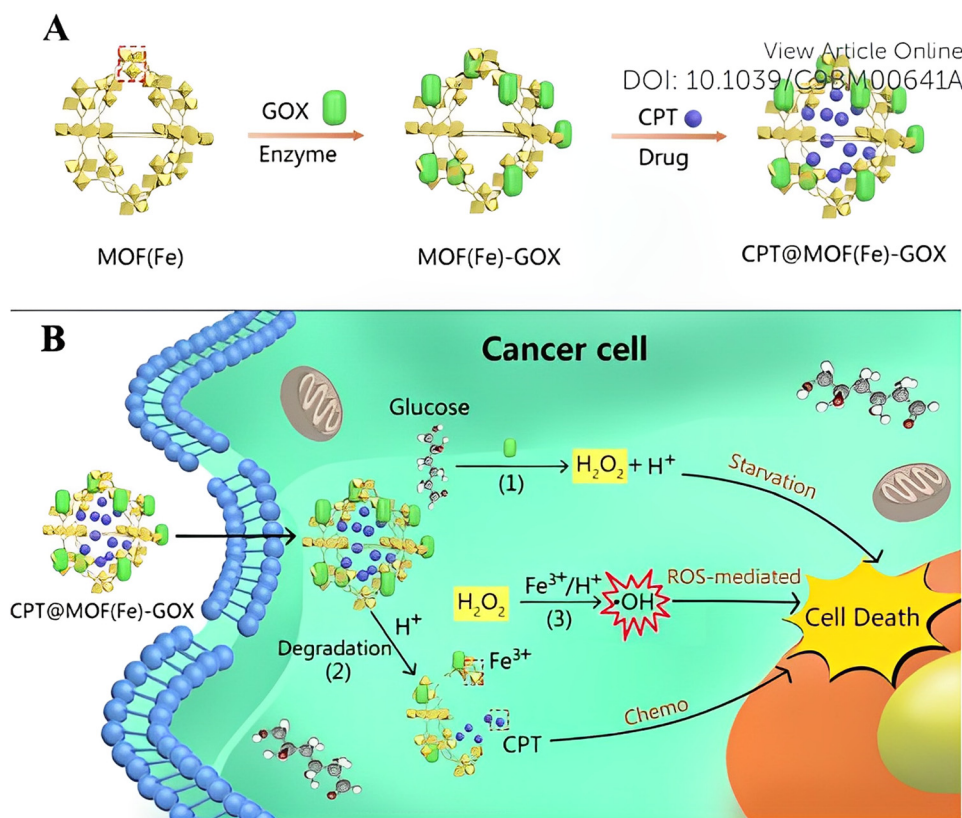 A
View Article Online
DOI: 10.1039/C9BM00641A
GOX
Enzyme
CPT
Drug
MOF(Fe)
MOF(Fe)-GOX
CPT@MOF(Fe)-GOX
B
Cancer cell
Glucose
(1)
H₂O₂ + H⁺
Starvation
CPT@MOF(Fe)-GOX
H⁺
Degradation
(2)
H₂O₂
Fe³⁺/H⁺
(3)
•OH
ROS-mediated
Cell Death
Fe³⁺
CPT
Chemo